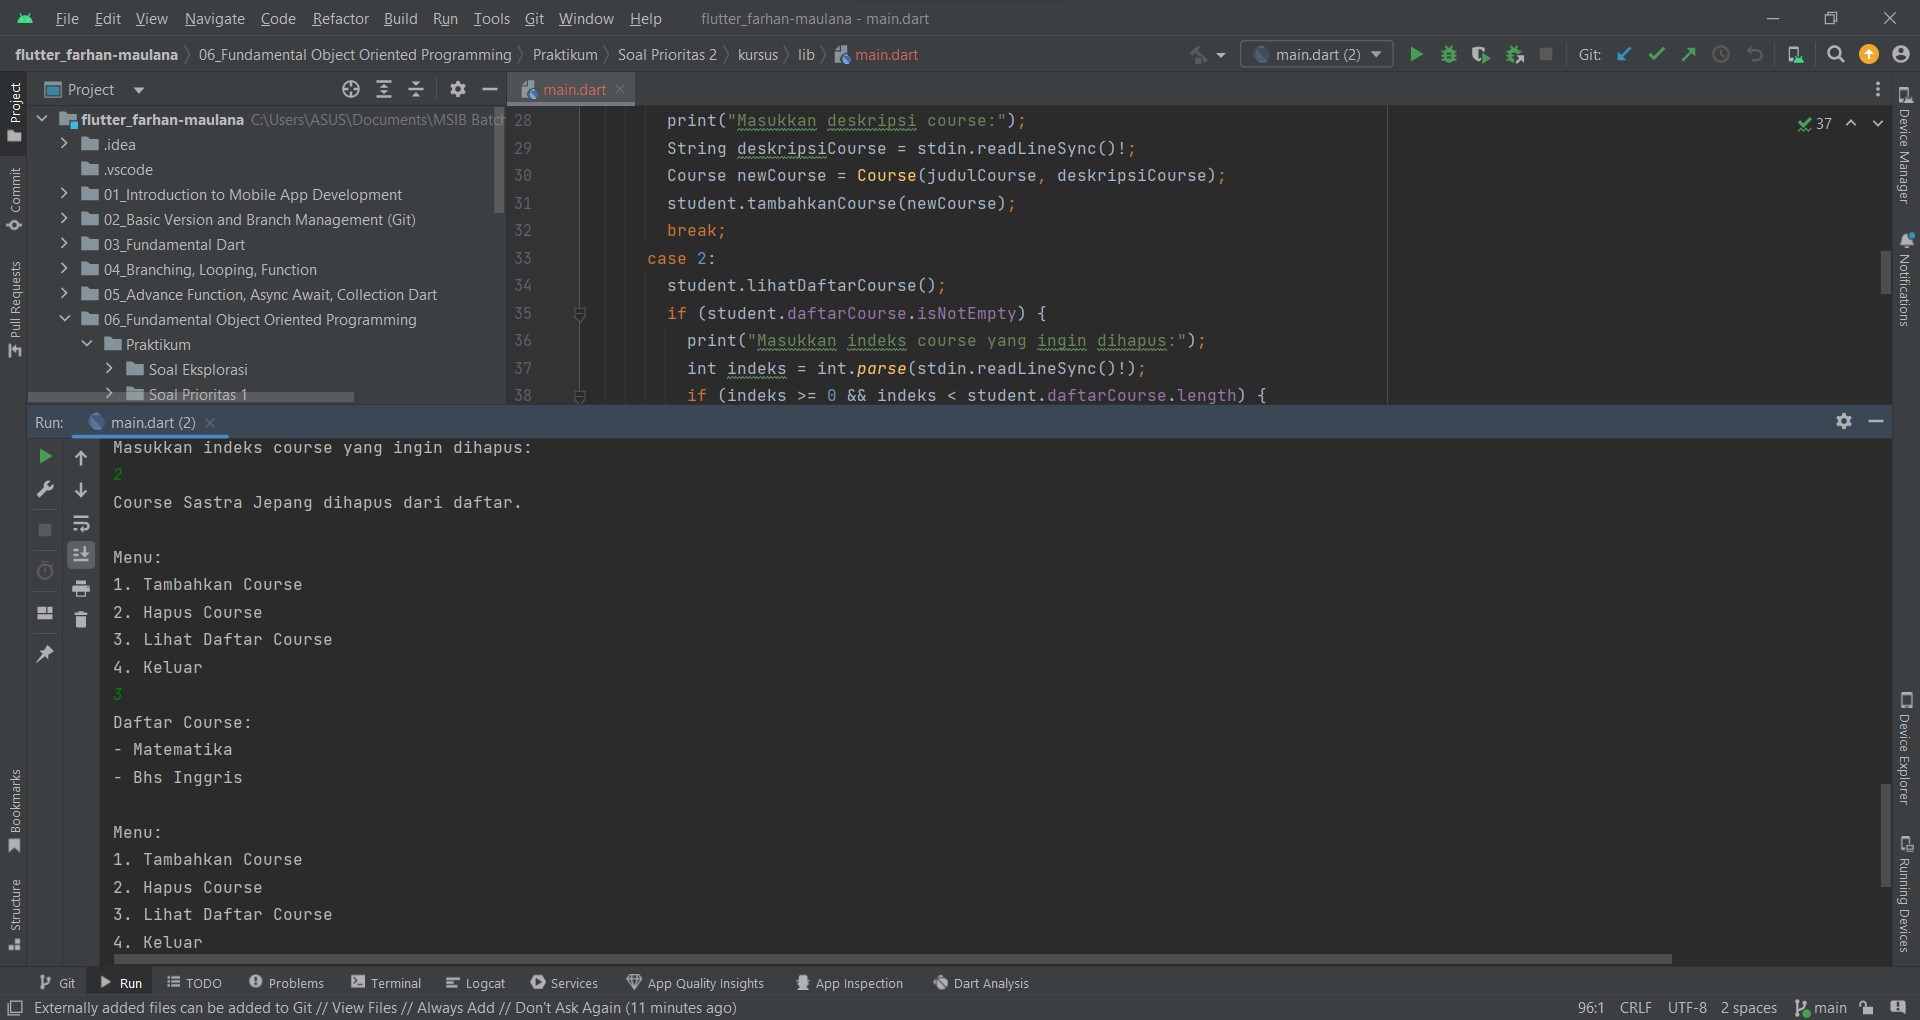 File Edit View Navigate Code Refactor Build Run Tools Git Window Help flutter_farhan-maulana - main.dart
flutter_farhan-maulana 06_Fundamental Object Oriented Programming Praktikum Soal Prioritas 2 kursus lib main.dart main.dart (2) Git:
Project
main.dart
flutter_farhan-maulana C:\Users\ASUS\Documents\MSIB Batch
.idea
.vscode
01_Introduction to Mobile App Development
02_Basic Version and Branch Management (Git)
03_Fundamental Dart
04_Branching, Looping, Function
05_Advance Function, Async Await, Collection Dart
06_Fundamental Object Oriented Programming
Praktikum
Soal Eksplorasi
Soal Prioritas 1
28 print("Masukkan deskripsi course:");
29 String deskripsiCourse = stdin.readLineSync()!;
30 Course newCourse = Course(judulCourse, deskripsiCourse);
31 student.tambahkanCourse(newCourse);
32 break;
33 case 2:
34 student.lihatDaftarCourse();
35 if (student.daftarCourse.isNotEmpty) {
36 print("Masukkan indeks course yang ingin dihapus:");
37 int indeks = int.parse(stdin.readLineSync()!);
38 if (indeks >= 0 && indeks < student.daftarCourse.length) {
37
Project
Commit
Pull Requests
Bookmarks
Structure
Device Manager
Notifications
Device Explorer
Running Devices
Run: main.dart (2)
Masukkan indeks course yang ingin dihapus:
2
Course Sastra Jepang dihapus dari daftar.
Menu:
1. Tambahkan Course
2. Hapus Course
3. Lihat Daftar Course
4. Keluar
3
Daftar Course:
- Matematika
- Bhs Inggris
Menu:
1. Tambahkan Course
2. Hapus Course
3. Lihat Daftar Course
4. Keluar
Git Run TODO Problems Terminal Logcat Services App Quality Insights App Inspection Dart Analysis
Externally added files can be added to Git // View Files // Always Add // Don't Ask Again (11 minutes ago) 96:1 CRLF UTF-8 2 spaces main